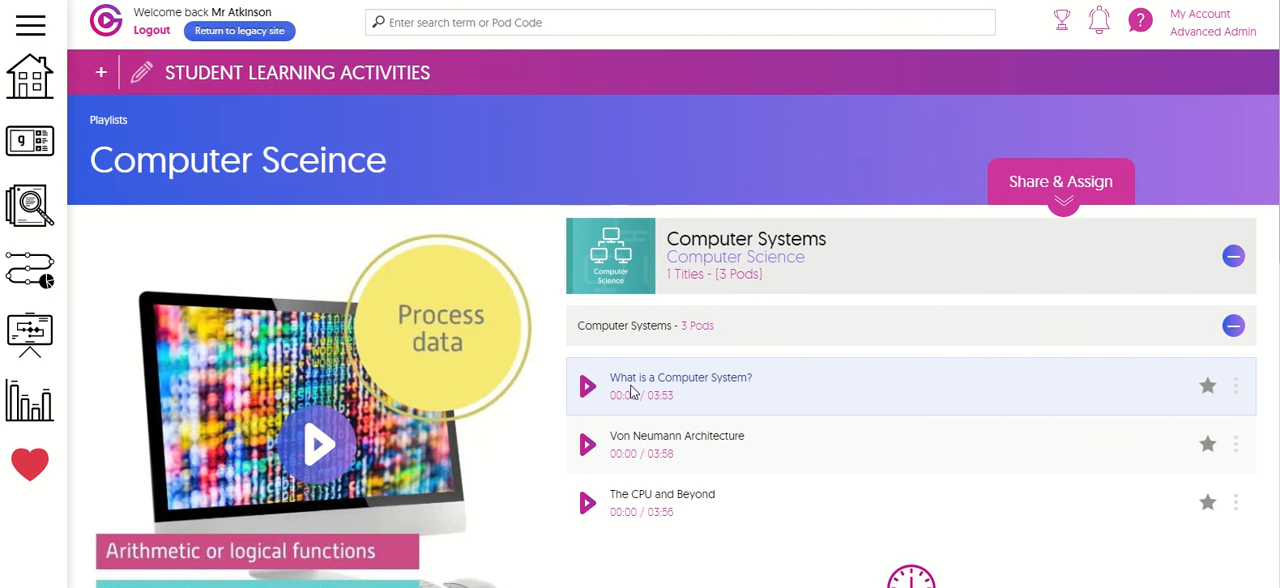 Welcome back Mr Atkinson
Logout
Return to legacy site
Enter search term or Pod Code
?
My Account
Advanced Admin
+ STUDENT LEARNING ACTIVITIES
Playlists
Computer Sceince
Share & Assign
Process
data
Arithmetic or logical functions
Computer
Science
Computer Systems
Computer Science
1 Titles - [3 Pods]
Computer Systems - 3 Pods
What is a Computer System?
00:00 / 03:53
Von Neumann Architecture
00:00 / 03:58
The CPU and Beyond
00:00 / 03:56